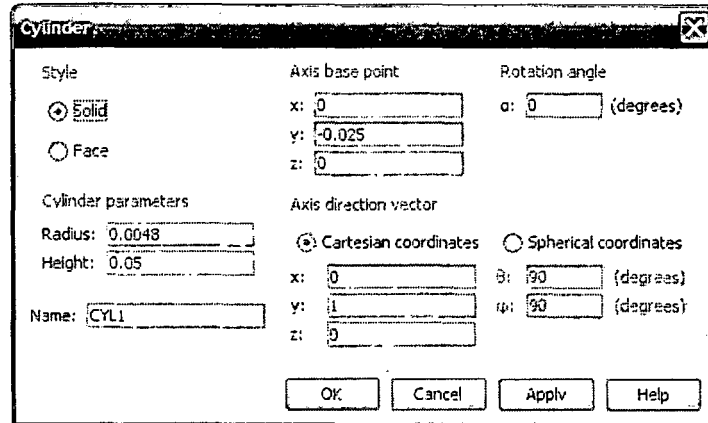 Cylinder
Style
Solid
Face
Cylinder parameters
Radius: 0.0048
Height: 0.05
Name: CYL1
Axis base point
x: 0
y: -0.025
z: 0
Rotation angle
α: 0 (degrees)
Axis direction vector
Cartesian coordinates
Spherical coordinates
x: 0
y: 1
z: 0
θ: 90 (degrees)
φ: 90 (degrees)
OK
Cancel
Apply
Help